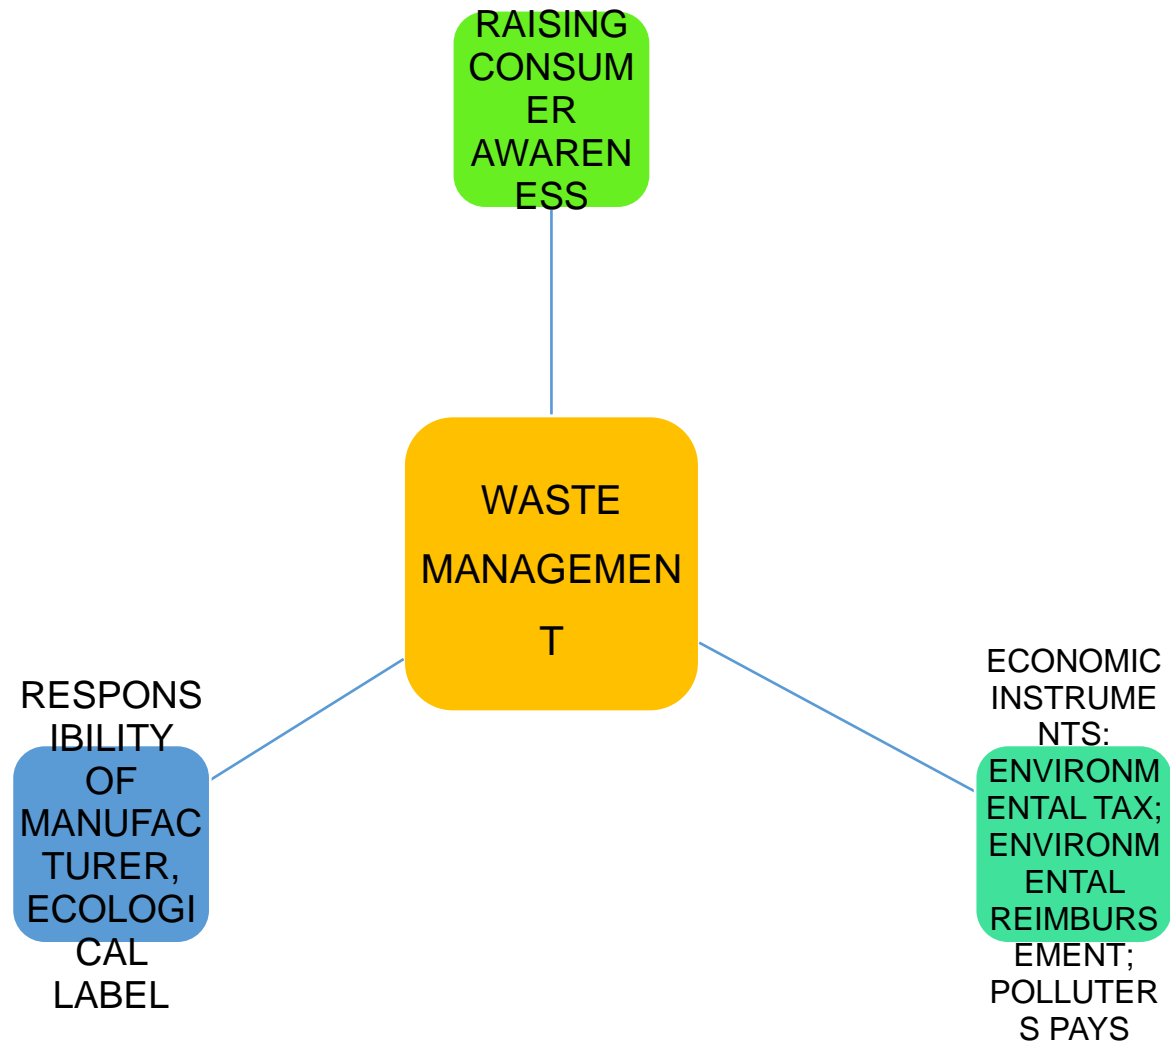 RAISING
CONSUM
ER
AWAREN
ESS
WASTE
MANAGEMEN
T
RESPONS
IBILITY
OF
MANUFAC
TURER,
ECOLOGI
CAL
LABEL
ECONOMIC
INSTRUME
NTS:
ENVIRONM
ENTAL TAX;
ENVIRONM
ENTAL
REIMBURS
EMENT;
POLLUTER
S PAYS